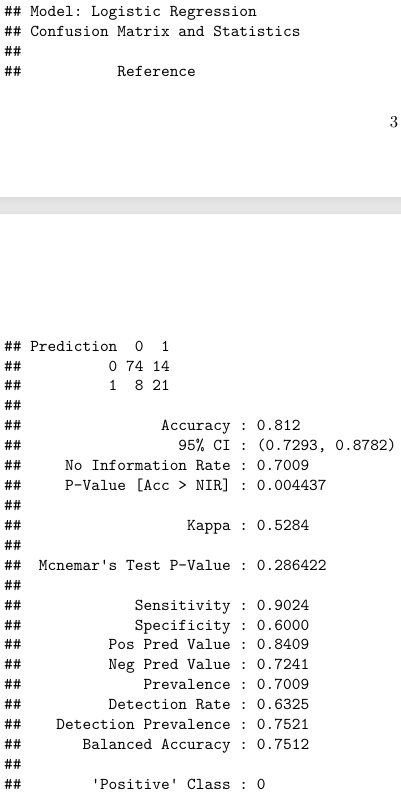 ## Model: Logistic Regression
## Confusion Matrix and Statistics
##
##           Reference
3
## Prediction  0  1
##          0 74 14
##          1  8 21
##
##                Accuracy : 0.812
##                  95% CI : (0.7293, 0.8782)
##     No Information Rate : 0.7009
##     P-Value [Acc > NIR] : 0.004437
##
##                   Kappa : 0.5284
##
##  Mcnemar's Test P-Value : 0.286422
##
##             Sensitivity : 0.9024
##             Specificity : 0.6000
##          Pos Pred Value : 0.8409
##          Neg Pred Value : 0.7241
##              Prevalence : 0.7009
##          Detection Rate : 0.6325
##    Detection Prevalence : 0.7521
##       Balanced Accuracy : 0.7512
##
##        'Positive' Class : 0